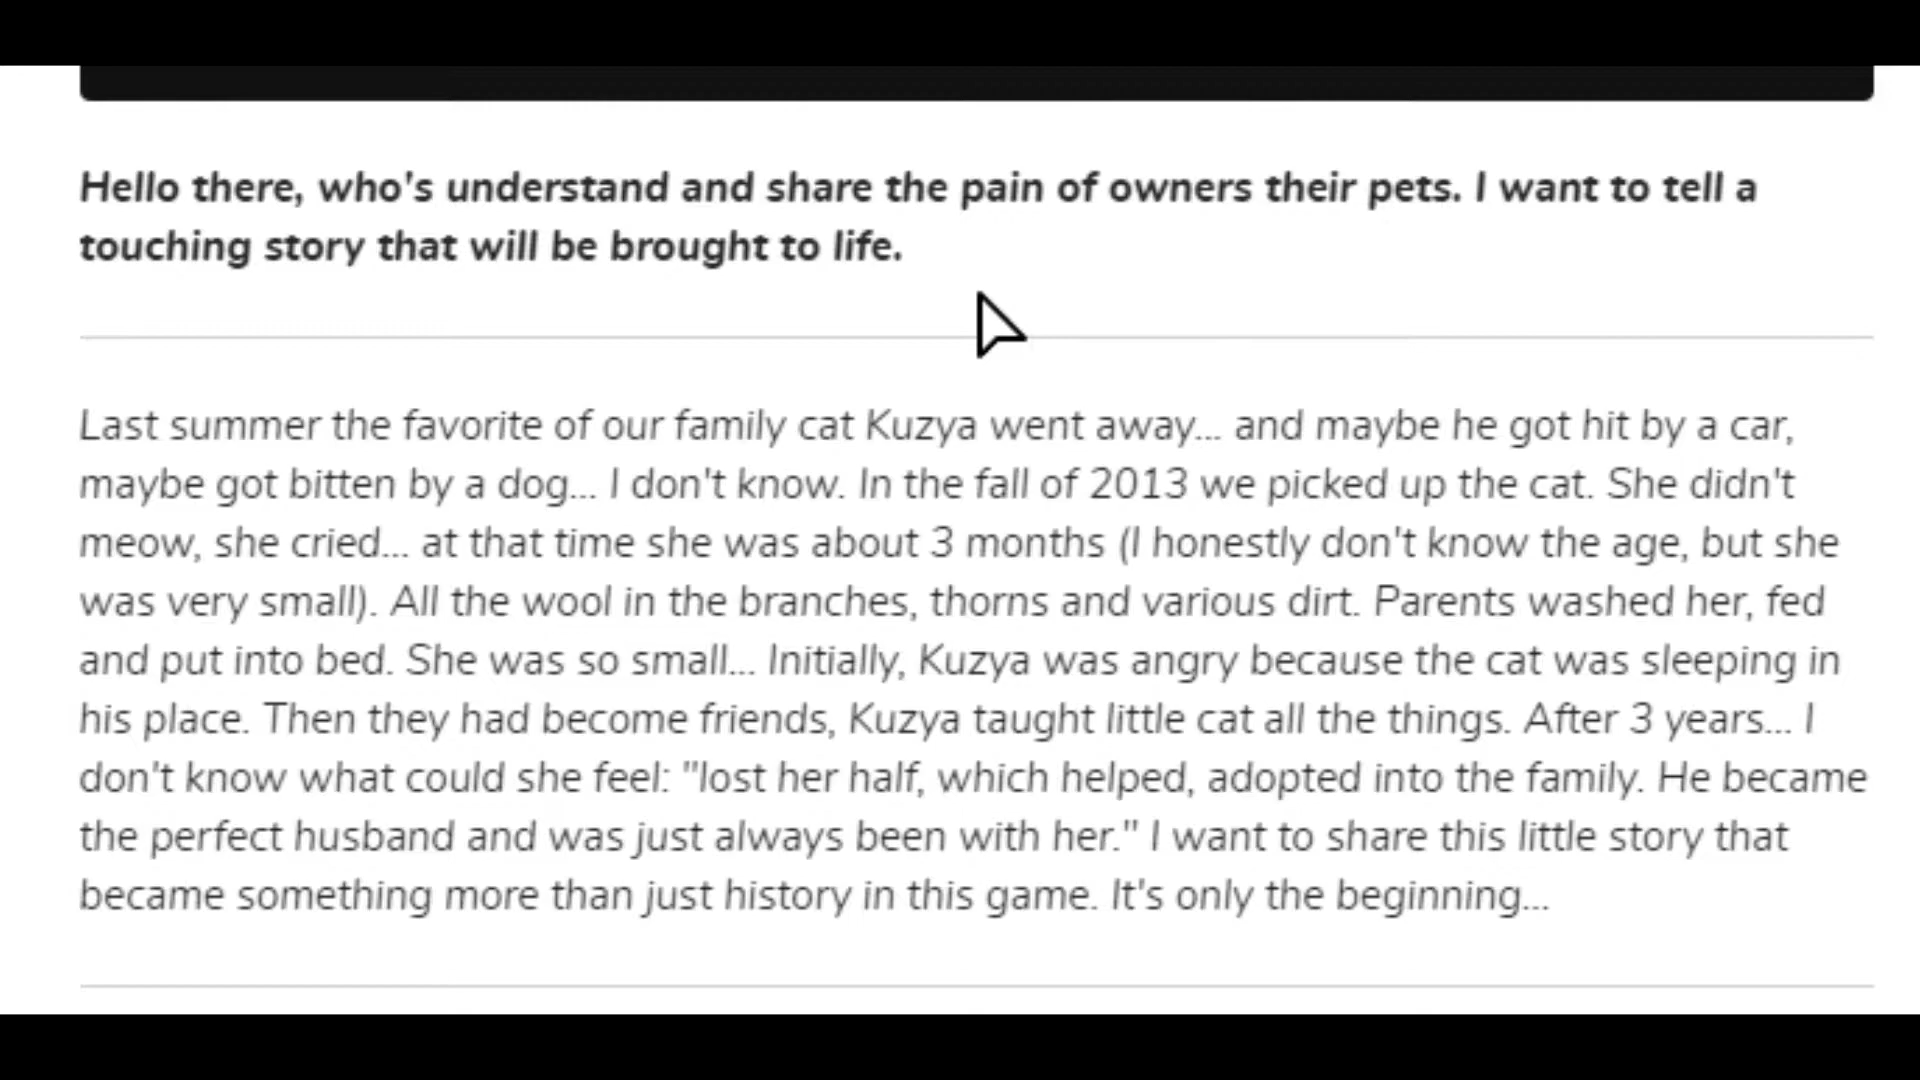 Hello there, who's understand and share the pain of owners their pets. I want to tell a
touching story that will be brought to life.
Last summer the favorite of our family cat Kuzya went away... and maybe he got hit by a car,
maybe got bitten by a dog... I don't know. In the fall of 2013 we picked up the cat. She didn't
meow, she cried... at that time she was about 3 months (I honestly don't know the age, but she
was very small). All the wool in the branches, thorns and various dirt. Parents washed her, fed
and put into bed. She was so small... Initially, Kuzya was angry because the cat was sleeping in
his place. Then they had become friends, Kuzya taught little cat all the things. After 3 years... I
don't know what could she feel: "lost her half, which helped, adopted into the family. He became
the perfect husband and was just always been with her." I want to share this little story that
became something more than just history in this game. It's only the beginning...